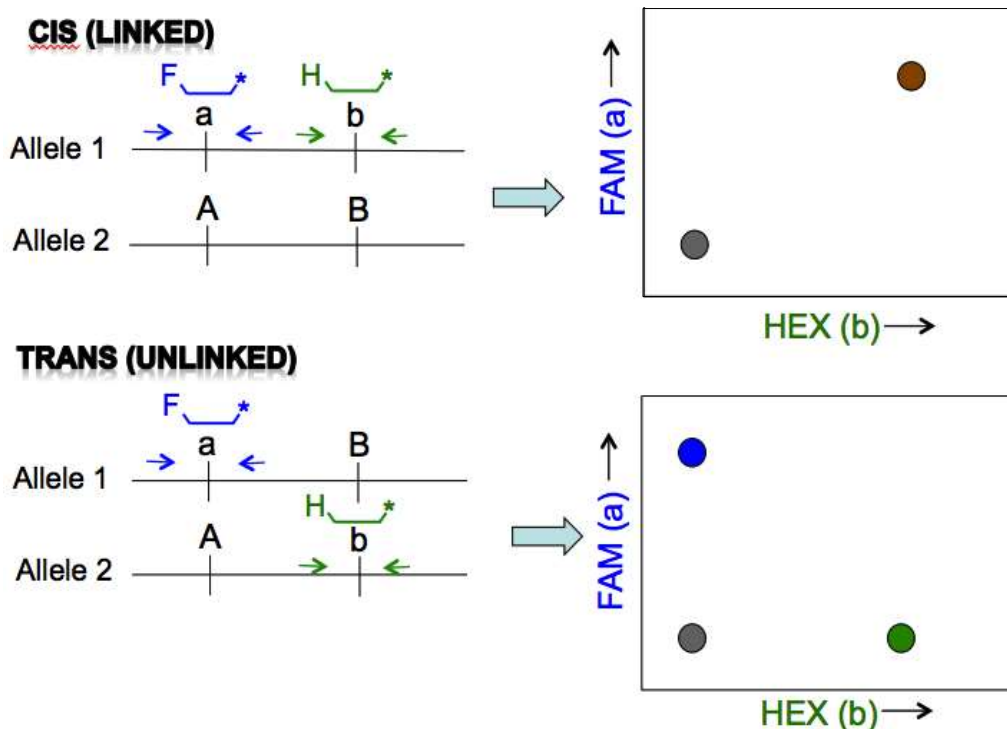 CIS (LINKED)
F * H *
a b
Allele 1
A B
Allele 2
FAM (a)
HEX (b)
TRANS (UNLINKED)
F *
a B
Allele 1
H *
A b
Allele 2
FAM (a)
HEX (b)